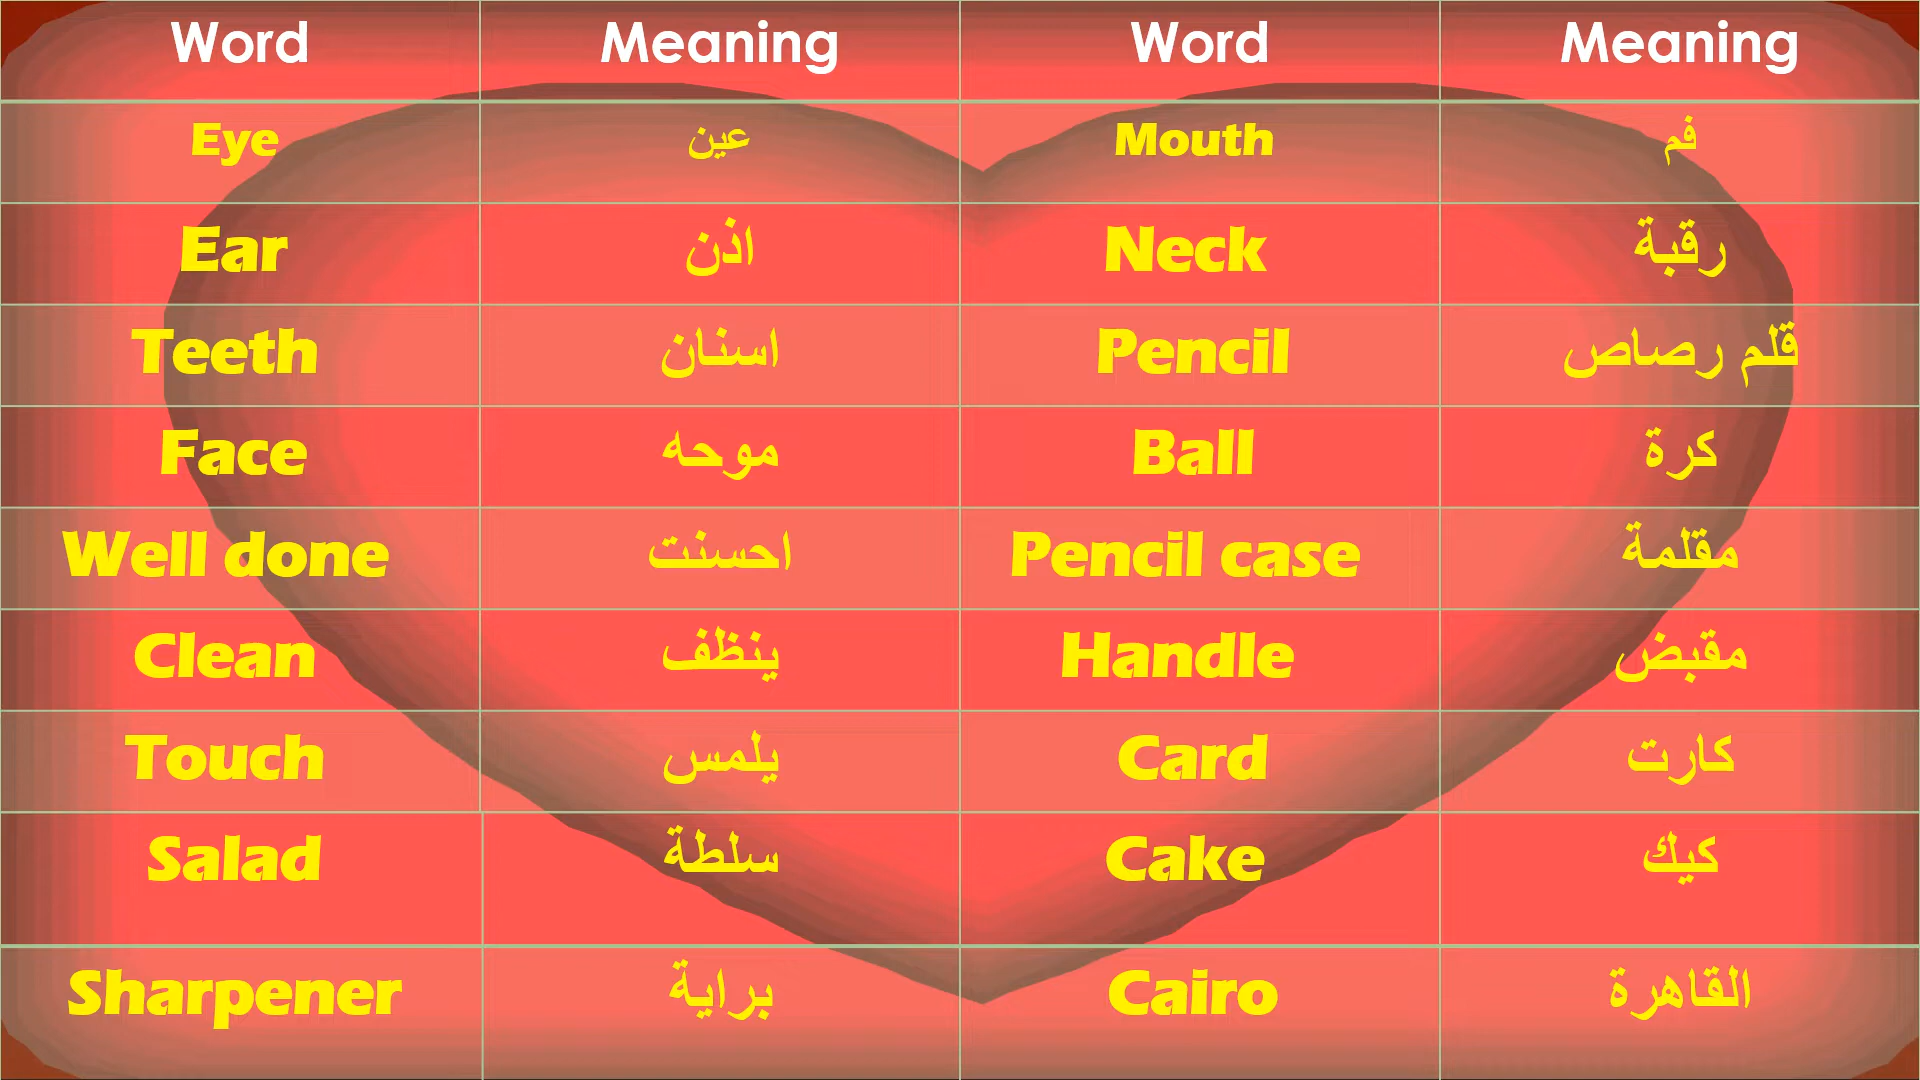 Word Meaning Word Meaning
Eye عين Mouth فم
Ear اذن Neck رقبة
Teeth اسنان Pencil قلم رصاص
Face موحه Ball كرة
Well done احسنت Pencil case مقلمة
Clean ينظف Handle مقبض
Touch يلمس Card كارت
Salad سلطة Cake كيك
Sharpener براية Cairo القاهرة